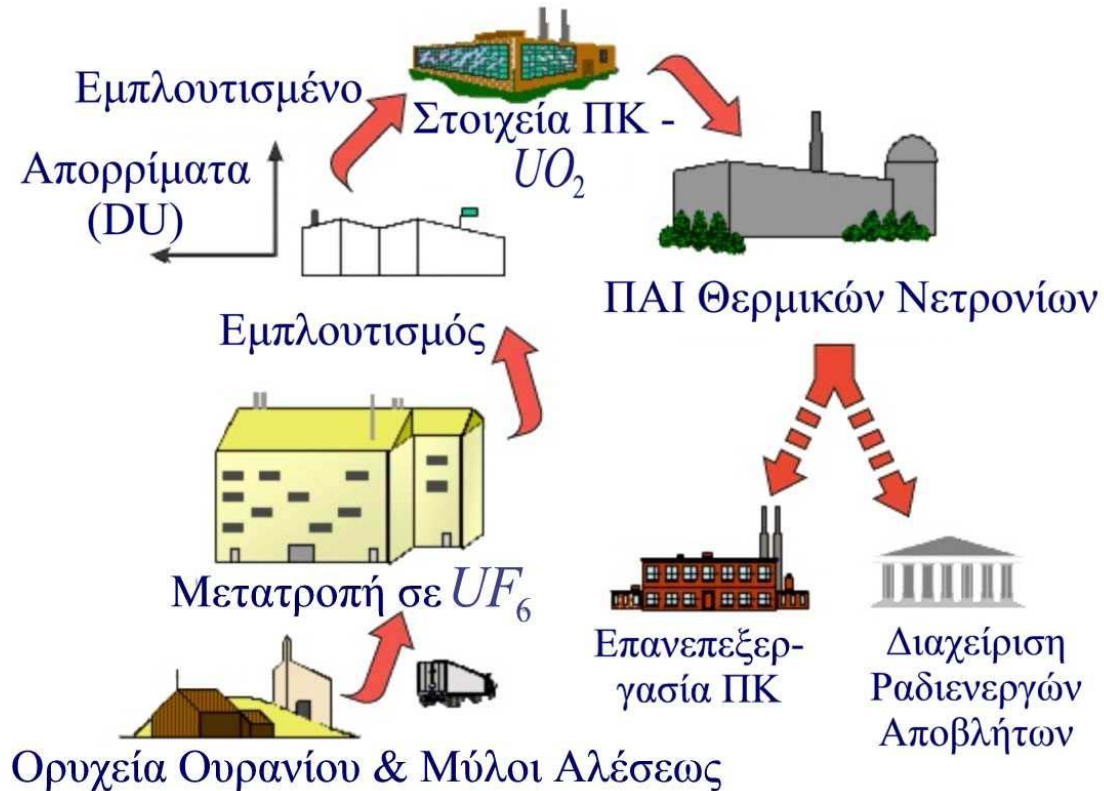 Εμπλουτισμένο
Στοιχεία ΠΚ -
UO₂
Απορρίματα
(DU)
ΠΑΙ Θερμικών Νετρονίων
Εμπλουτισμός
Μετατροπή σε UF₆
Επανεπεξερ-
γασία ΠΚ
Διαχείριση
Ραδιενεργών
Αποβλήτων
Ορυχεία Ουρανίου & Μύλοι Αλέσεως